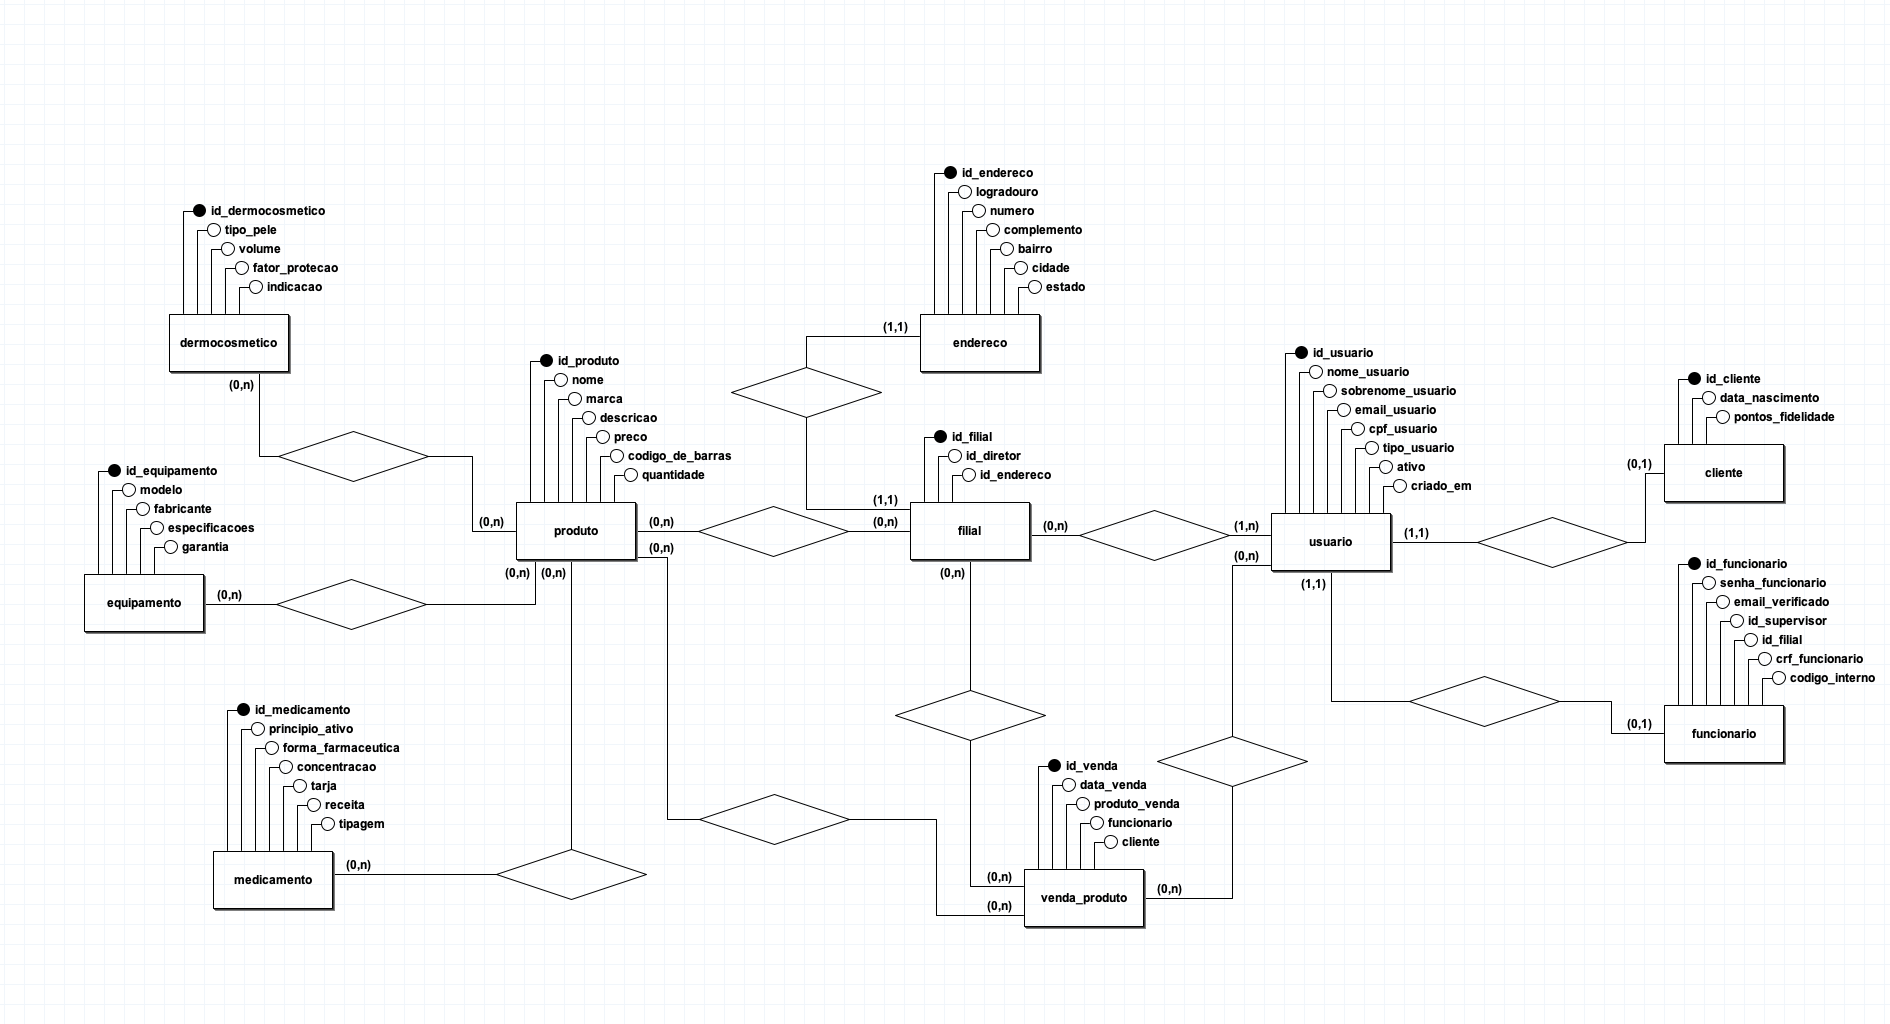 id_dermocosmetico
tipo_pele
volume
fator_protecao
indicacao
dermocosmetico
(0,n)
id_equipamento
modelo
fabricante
especificacoes
garantia
equipamento
(0,n)
id_medicamento
principio_ativo
forma_farmaceutica
concentracao
tarja
receita
tipagem
medicamento
(0,n)
id_produto
nome
marca
descricao
preco
codigo_de_barras
quantidade
(0,n)
produto
(0,n)
(0,n)
(0,n)
(0,n)
id_endereco
logradouro
numero
complemento
bairro
cidade
estado
(1,1)
endereco
id_filial
id_diretor
id_endereco
(1,1)
(0,n)
filial
(0,n)
(0,n)
id_venda
data_venda
produto_venda
funcionario
cliente
(0,n)
venda_produto
(0,n)
(0,n)
id_usuario
nome_usuario
sobrenome_usuario
email_usuario
cpf_usuario
tipo_usuario
ativo
criado_em
(1,n)
usuario
(1,1)
(0,n)
(1,1)
id_cliente
data_nascimento
pontos_fidelidade
(0,1)
cliente
id_funcionario
senha_funcionario
email_verificado
id_supervisor
id_filial
crf_funcionario
codigo_interno
(0,1)
funcionario